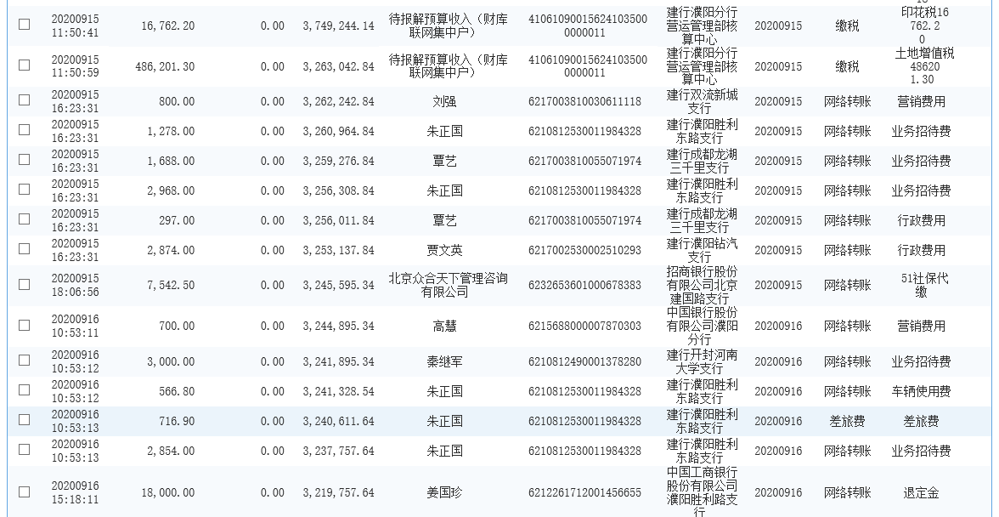 20200915
11:50:41
16,762.20
0.00
3,749,244.14
待报解预算收入（财库
联网集中户）
41061090015624103500
0000011
建行濮阳分行
营运管理部核
算中心
20200915
缴税
印花税16
762.2
0
20200915
11:50:59
486,201.30
0.00
3,263,042.84
待报解预算收入（财库
联网集中户）
41061090015624103500
0000011
建行濮阳分行
营运管理部核
算中心
20200915
缴税
土地增值税
48620
1.30
20200915
16:23:31
800.00
0.00
3,262,242.84
刘强
6217003810030611118
建行双流新城
支行
20200915
网络转账
营销费用
20200915
16:23:31
1,278.00
0.00
3,260,964.84
朱正国
6210812530011984328
建行濮阳胜利
东路支行
20200915
网络转账
业务招待费
20200915
16:23:31
1,688.00
0.00
3,259,276.84
覃艺
6217003810055071974
建行成都龙湖
三千里支行
20200915
网络转账
业务招待费
20200915
16:23:31
2,968.00
0.00
3,256,308.84
朱正国
6210812530011984328
建行濮阳胜利
东路支行
20200915
网络转账
业务招待费
20200915
16:23:31
297.00
0.00
3,256,011.84
覃艺
6217003810055071974
建行成都龙湖
三千里支行
20200915
网络转账
行政费用
20200915
16:23:31
2,874.00
0.00
3,253,137.84
贾文英
6217002530002510293
建行濮阳钻汽
支行
20200915
网络转账
行政费用
20200915
18:06:56
7,542.50
0.00
3,245,595.34
北京众合天下管理咨询
有限公司
6232653601000678383
招商银行股份
有限公司北京
建国路支行
20200915
网络转账
51社保代
缴
20200916
10:53:11
700.00
0.00
3,244,895.34
高慧
6215688000007870303
中国银行股份
有限公司濮阳
分行
20200916
网络转账
营销费用
20200916
10:53:12
3,000.00
0.00
3,241,895.34
秦继军
6210812490001378280
建行开封河南
大学支行
20200916
网络转账
业务招待费
20200916
10:53:12
566.80
0.00
3,241,328.54
朱正国
6210812530011984328
建行濮阳胜利
东路支行
20200916
网络转账
车辆使用费
20200916
10:53:13
716.90
0.00
3,240,611.64
朱正国
6210812530011984328
建行濮阳胜利
东路支行
20200916
差旅费
差旅费
20200916
10:53:13
2,854.00
0.00
3,237,757.64
朱正国
6210812530011984328
建行濮阳胜利
东路支行
20200916
网络转账
业务招待费
20200916
15:18:11
18,000.00
0.00
3,219,757.64
姜国珍
6212261712001456655
中国工商银行
股份有限公司
濮阳胜利路支
行
20200916
网络转账
退定金